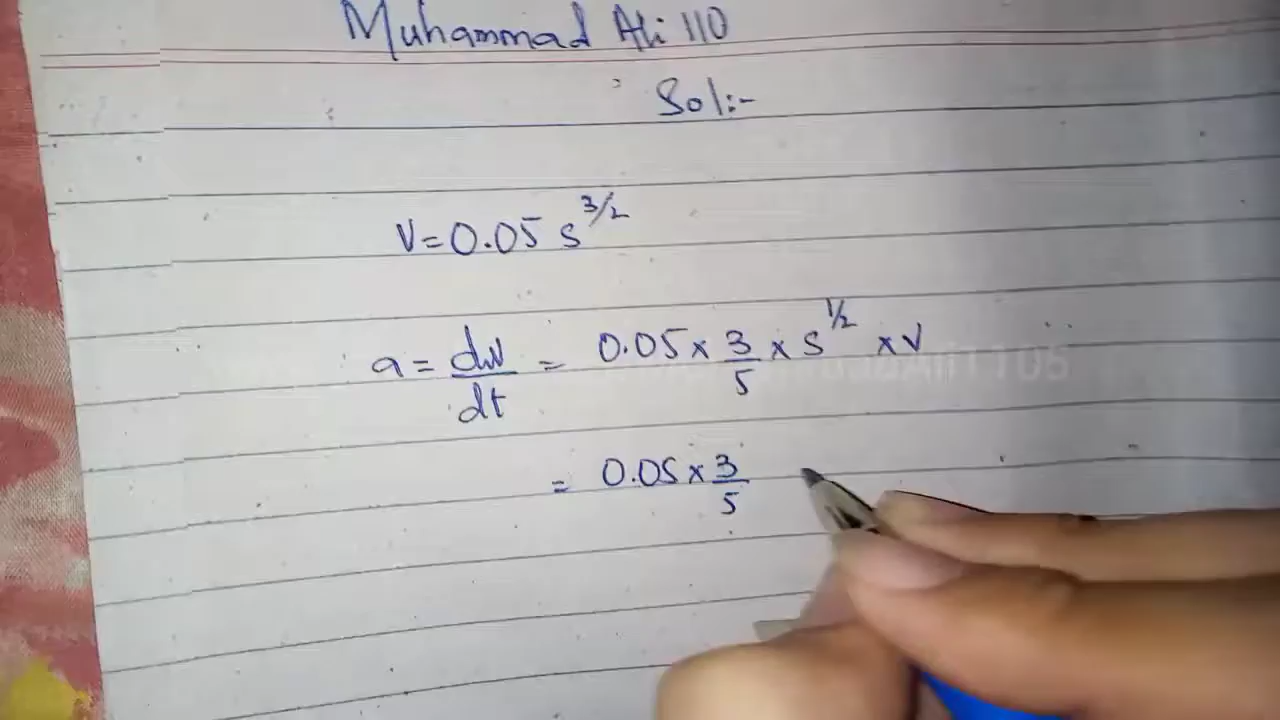 Muhammad Ali 110
Sol:-
V=0.05 s^3/2
a = dv/dt = 0.05 × 3/5 × s^1/2 × v
= 0.05 × 3/5